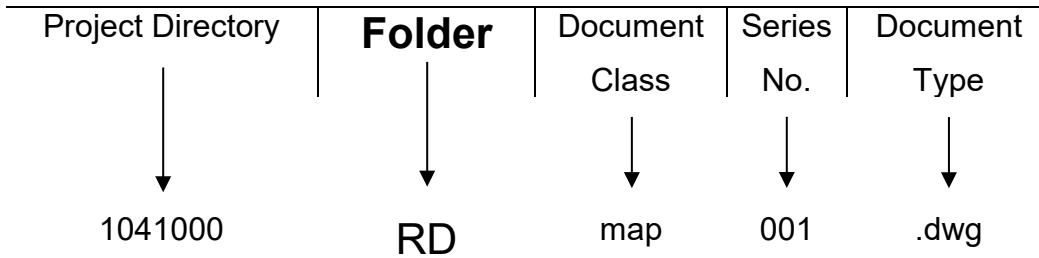 Project Directory Folder Document Series Document
Class No. Type
1041000 RD map 001 .dwg